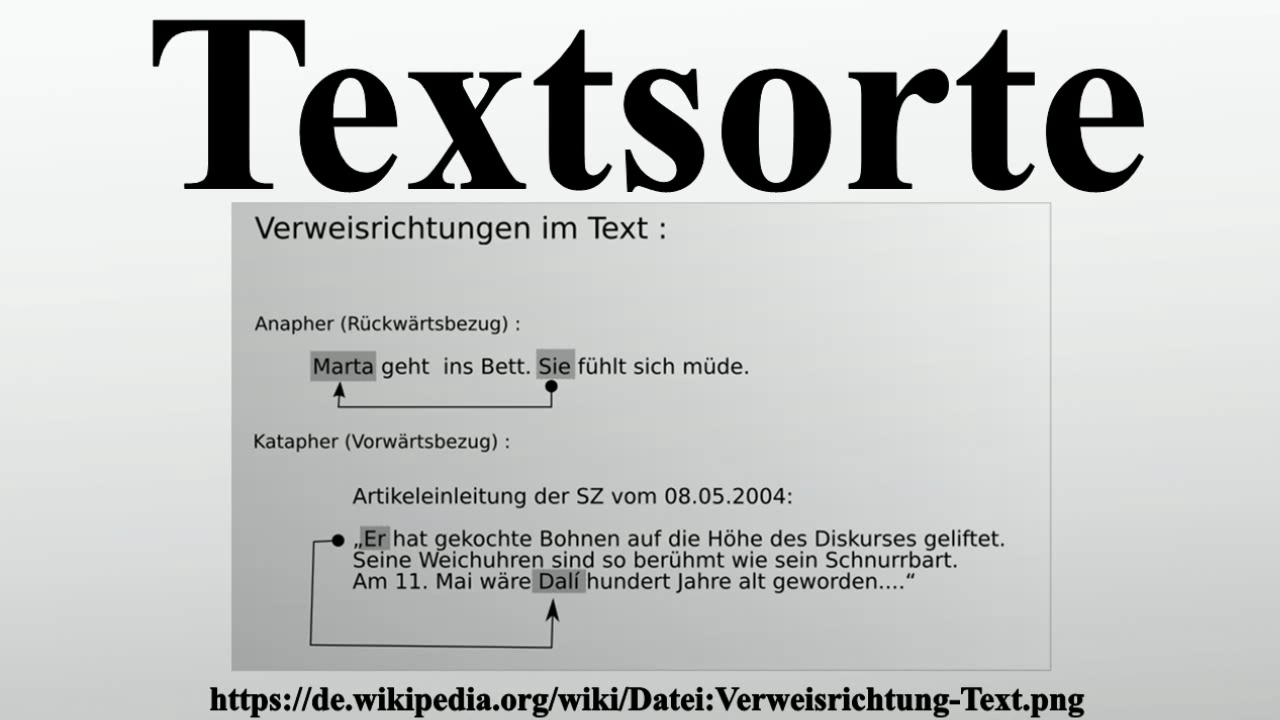 Textsorte
Verweisrichtungen im Text :
Anapher (Rückwärtsbezug) :
Marta geht ins Bett. Sie fühlt sich müde.
Katapher (Vorwärtsbezug) :
Artikeleinleitung der SZ vom 08.05.2004:
„Er hat gekochte Bohnen auf die Höhe des Diskurses geliftet.
Seine Weichuhren sind so berühmt wie sein Schnurrbart.
Am 11. Mai wäre Dalí hundert Jahre alt geworden....“
https://de.wikipedia.org/wiki/Datei:Verweisrichtung-Text.png